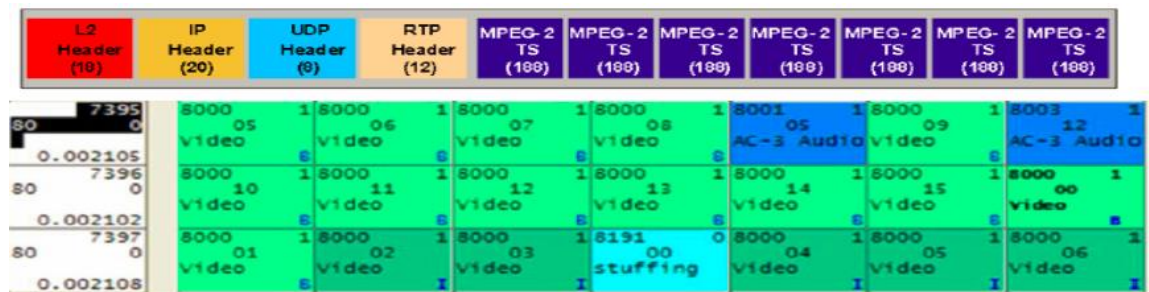 L2 IP UDP RTP MPEG-2 MPEG-2 MPEG-2 MPEG-2 MPEG-2 MPEG-2 MPEG-2
Header Header Header Header TS TS TS TS TS TS TS
(18) (20) (8) (12) (188) (188) (188) (188) (188) (188) (188)
7395 8000 1 8000 1 8000 1 8000 1 8001 1 8000 1 8003 1
80 0 05 06 07 08 05 09 12
Video Video Video Video AC-3 Audio Video AC-3 Audio
0.002105 B B B B B
7396 8000 1 8000 1 8000 1 8000 1 8000 1 8000 1 8000 1
80 0 10 11 12 13 14 15 00
Video Video Video Video Video Video Video
0.002102 B B B B B B B
7397 8000 1 8000 1 8000 1 8191 0 8000 1 8000 1 8000 1
80 0 01 02 03 00 04 05 06
Video Video Video stuffing Video Video Video
0.002108 B I I I I I